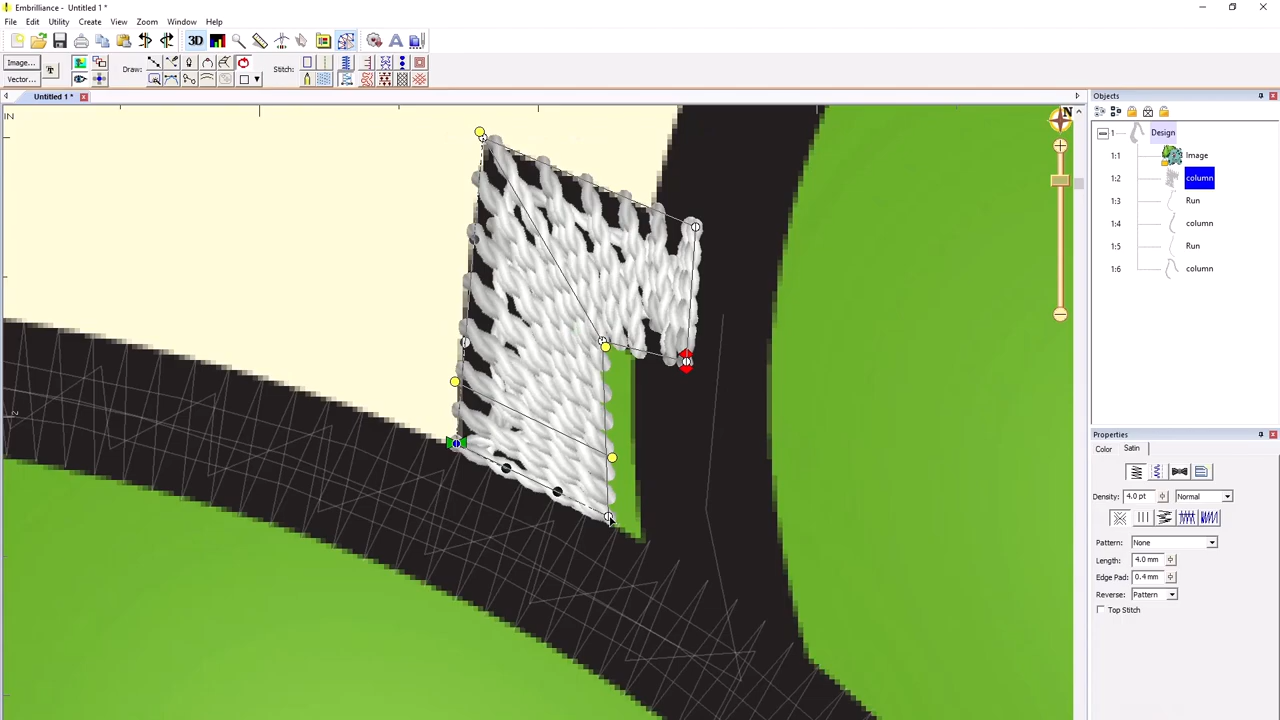 Embrilliance - Untitled 1 *
File Edit Utility Create View Zoom Window Help
3D
Image... T Draw: Stitch:
Vector...
Untitled 1 *
IN
2
N
Objects
1 Design
1:1 Image
1:2 column
1:3 Run
1:4 column
1:5 Run
1:6 column
Properties
Color Satin
Density: 4.0 pt Normal
Pattern: None
Length: 4.0 mm
Edge Pad: 0.4 mm
Reverse: Pattern
Top Stitch